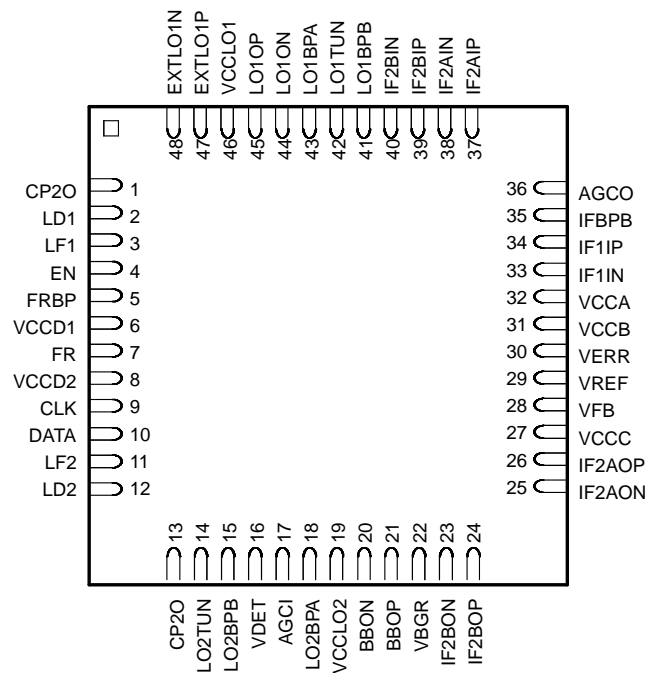 EXTLO1N
EXTLO1P
VCCLO1
LO1OP
LO1ON
LO1BPA
LO1TUN
LO1BPB
IF2BIN
IF2BIP
IF2AIN
IF2AIP
48
47
46
45
44
43
42
41
40
39
38
37
CP2O 1
LD1 2
LF1 3
EN 4
FRBP 5
VCCD1 6
FR 7
VCCD2 8
CLK 9
DATA 10
LF2 11
LD2 12
36 AGCO
35 IFBPB
34 IF1IP
33 IF1IN
32 VCCA
31 VCCB
30 VERR
29 VREF
28 VFB
27 VCCC
26 IF2AOP
25 IF2AON
13
14
15
16
17
18
19
20
21
22
23
24
CP2O
LO2TUN
LO2BPB
VDET
AGCI
LO2BPA
VCCLO2
BBON
BBOP
VBGR
IF2BON
IF2BOP